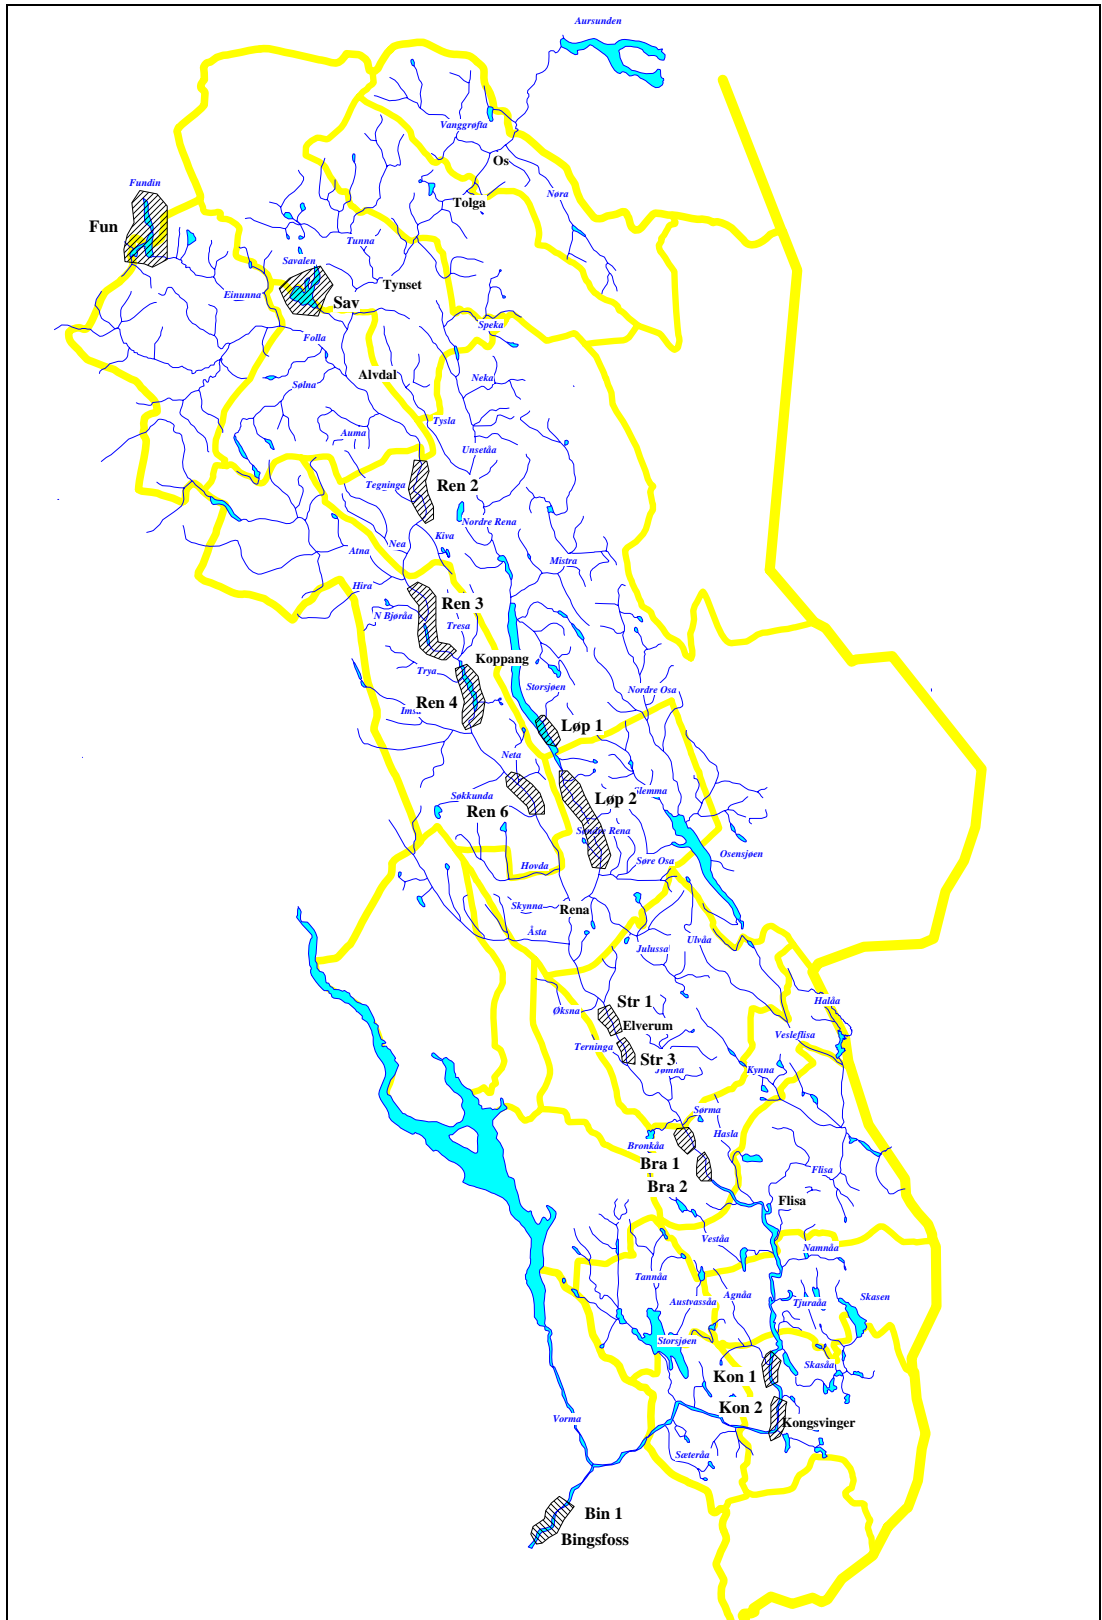 Aursunden
Vanggrøfta
Os
Fundin
Nøra
Tolga
Fun
Tunna
Savalen
Tynset
Einunna
Sav
Speka
Folla
Alvdal
Neka
Sølna
Tysla
Auma
Unsetåa
Tegninga
Ren 2
Nordre Rena
Kiva
Nea
Atna
Mistra
Hira
Ren 3
N Bjøråa
Tresa
Koppang
Trya
Storsjøen
Nordre Osa
Ren 4
Løp 1
Neta
Søkkunda
Løp 2
Ren 6
Søndre Rena
Osensjøen
Hovda
Søre Osa
Skynna
Rena
Åsta
Julussa
Ulvåa
Halåa
Øksna
Str 1
Elverum
Vesleflisa
Terninga
Str 3
Kynna
Sørma
Bronkåa
Hasla
Bra 1
Flisa
Bra 2
Flisa
Veståa
Namnåa
Tannåa
Agnåa
Skasen
Austvassåa
Tjuråa
Storsjøen
Skasåa
Kon 1
Kon 2
Vorma
Kongsvinger
Sæteråa
Bin 1
Bingsfoss